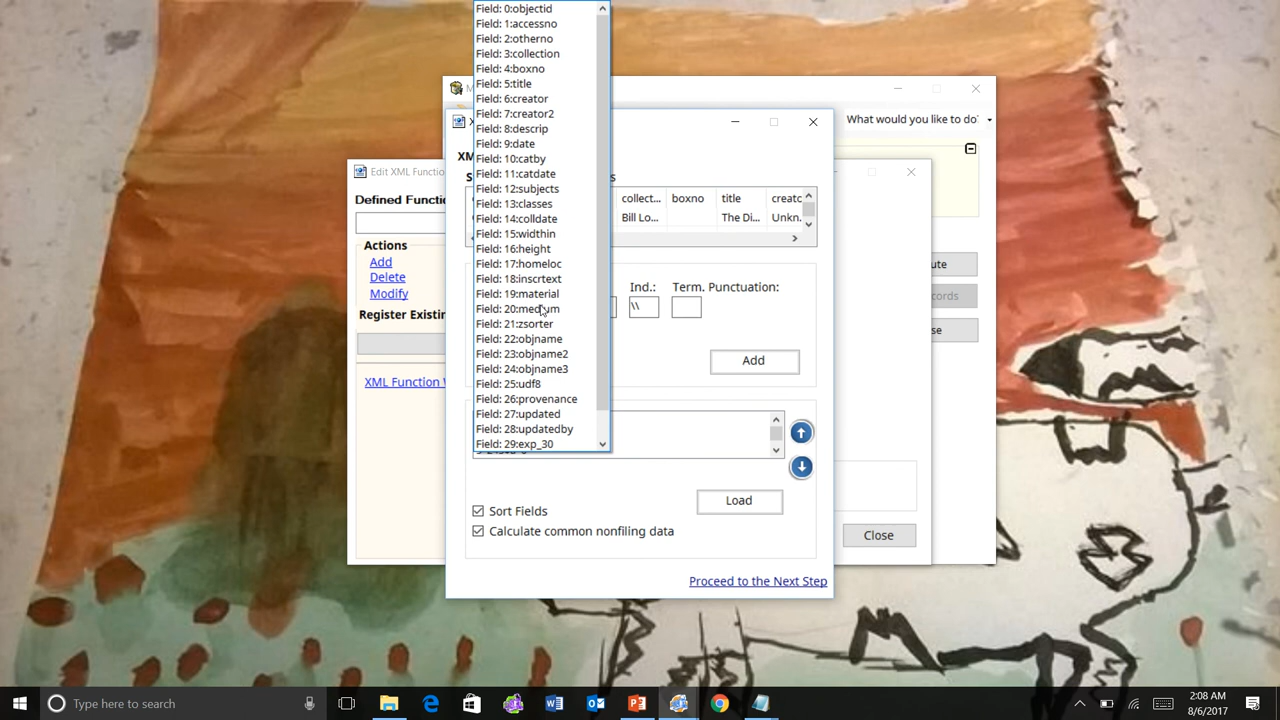 Field: 0:objectid
Field: 1:accessno
Field: 2:otherno
Field: 3:collection
Field: 4:boxno
Field: 5:title
Field: 6:creator
Field: 7:creator2
Field: 8:descrip
Field: 9:date
Field: 10:catby
Field: 11:catdate
Field: 12:subjects
Field: 13:classes
Field: 14:colldate
Field: 15:widthin
Field: 16:height
Field: 17:homeloc
Field: 18:inscrtext
Field: 19:material
Field: 20:medium
Field: 21:zsorter
Field: 22:objname
Field: 23:objname2
Field: 24:objname3
Field: 25:udf8
Field: 26:provenance
Field: 27:updated
Field: 28:updatedby
Field: 29:exp_30
What would you like to do
Edit XML Functio
Defined Functio
Actions
Add
Delete
Modify
Register Existin
XML Function W
collect... boxno title creatc
Bill Lo... The Di... Unkn.
Ind.: Term. Punctuation:
\\
Add
Load
Sort Fields
Calculate common nonfiling data
Proceed to the Next Step
ute
cords
se
Close
Type here to search
2:08 AM
8/6/2017